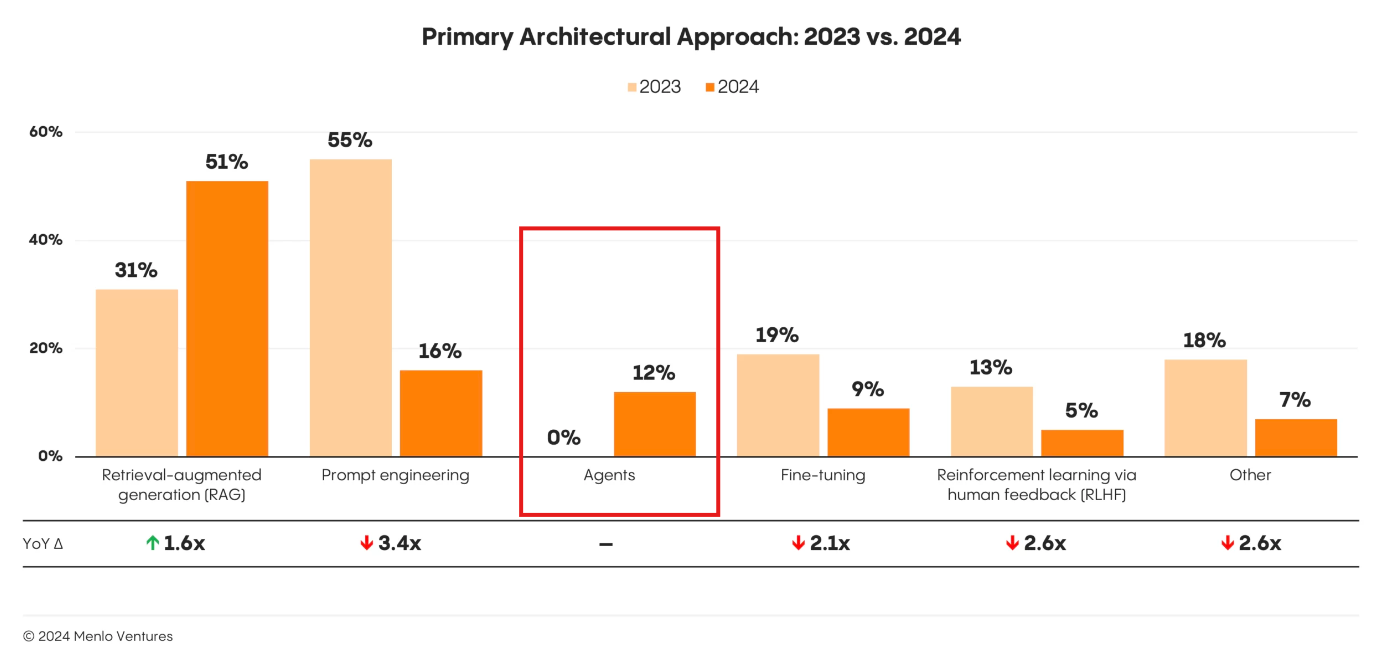 Primary Architectural Approach: 2023 vs. 2024
2023 2024
60%
55%
51%
40%
31%
20%
19%
18%
16%
13%
12%
9%
7%
5%
0%
0%
Retrieval-augmented
generation (RAG)
Prompt engineering
Agents
Fine-tuning
Reinforcement learning via
human feedback (RLHF)
Other
YoY Δ ↑ 1.6x ↓ 3.4x – ↓ 2.1x ↓ 2.6x ↓ 2.6x
© 2024 Menlo Ventures